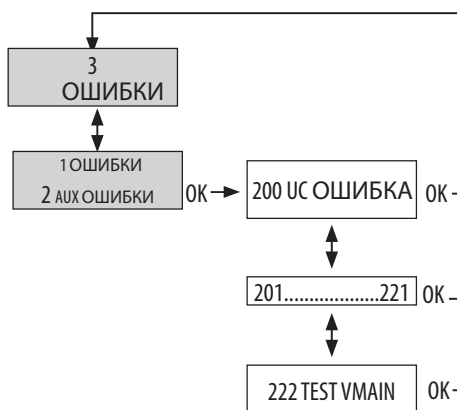 3
ОШИБКИ
1 ОШИБКИ
2 AUX ОШИБКИ OK
200 UC ОШИБКА OK
201...................221 OK
222 TEST VMAIN OK